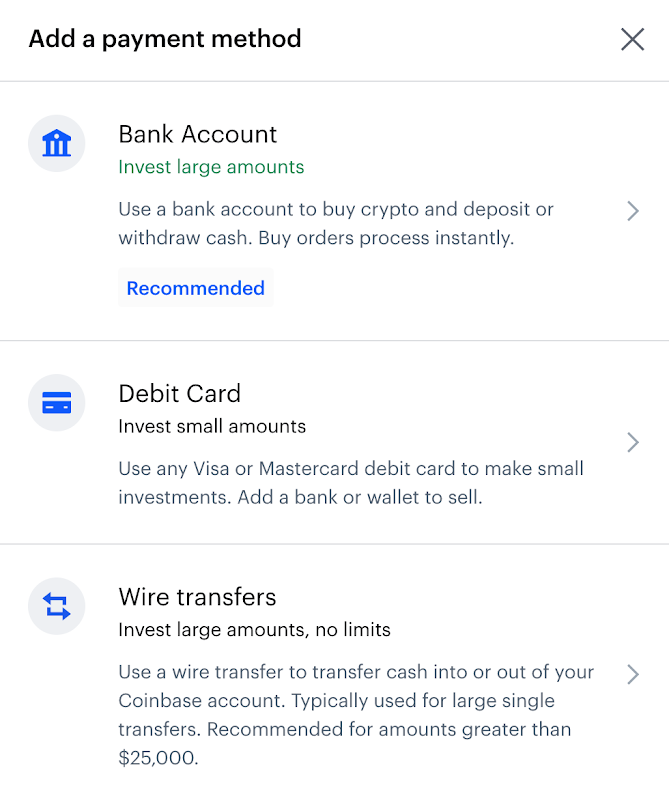 Add a payment method
Bank Account
Invest large amounts
Use a bank account to buy crypto and deposit or
withdraw cash. Buy orders process instantly.
Recommended
Debit Card
Invest small amounts
Use any Visa or Mastercard debit card to make small
investments. Add a bank or wallet to sell.
Wire transfers
Invest large amounts, no limits
Use a wire transfer to transfer cash into or out of your
Coinbase account. Typically used for large single
transfers. Recommended for amounts greater than
$25,000.